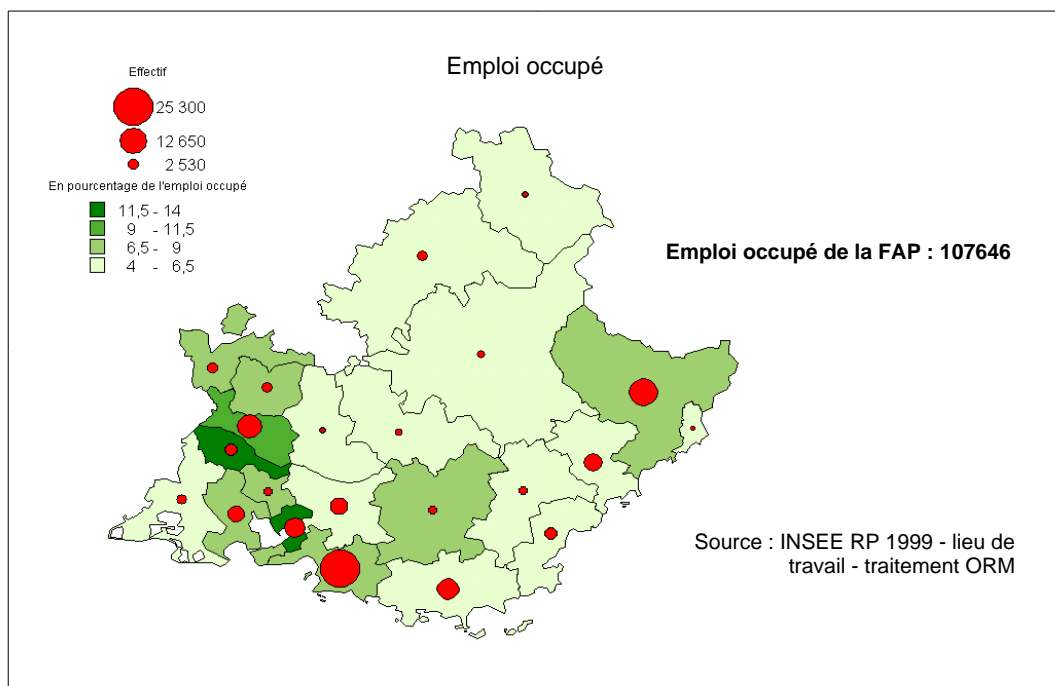 Emploi occupé
Effectif
25 300
12 650
2 530
En pourcentage de l'emploi occupé
11,5 - 14
9 - 11,5
6,5 - 9
4 - 6,5
Emploi occupé de la FAP : 107646
Source : INSEE RP 1999 - lieu de
travail - traitement ORM